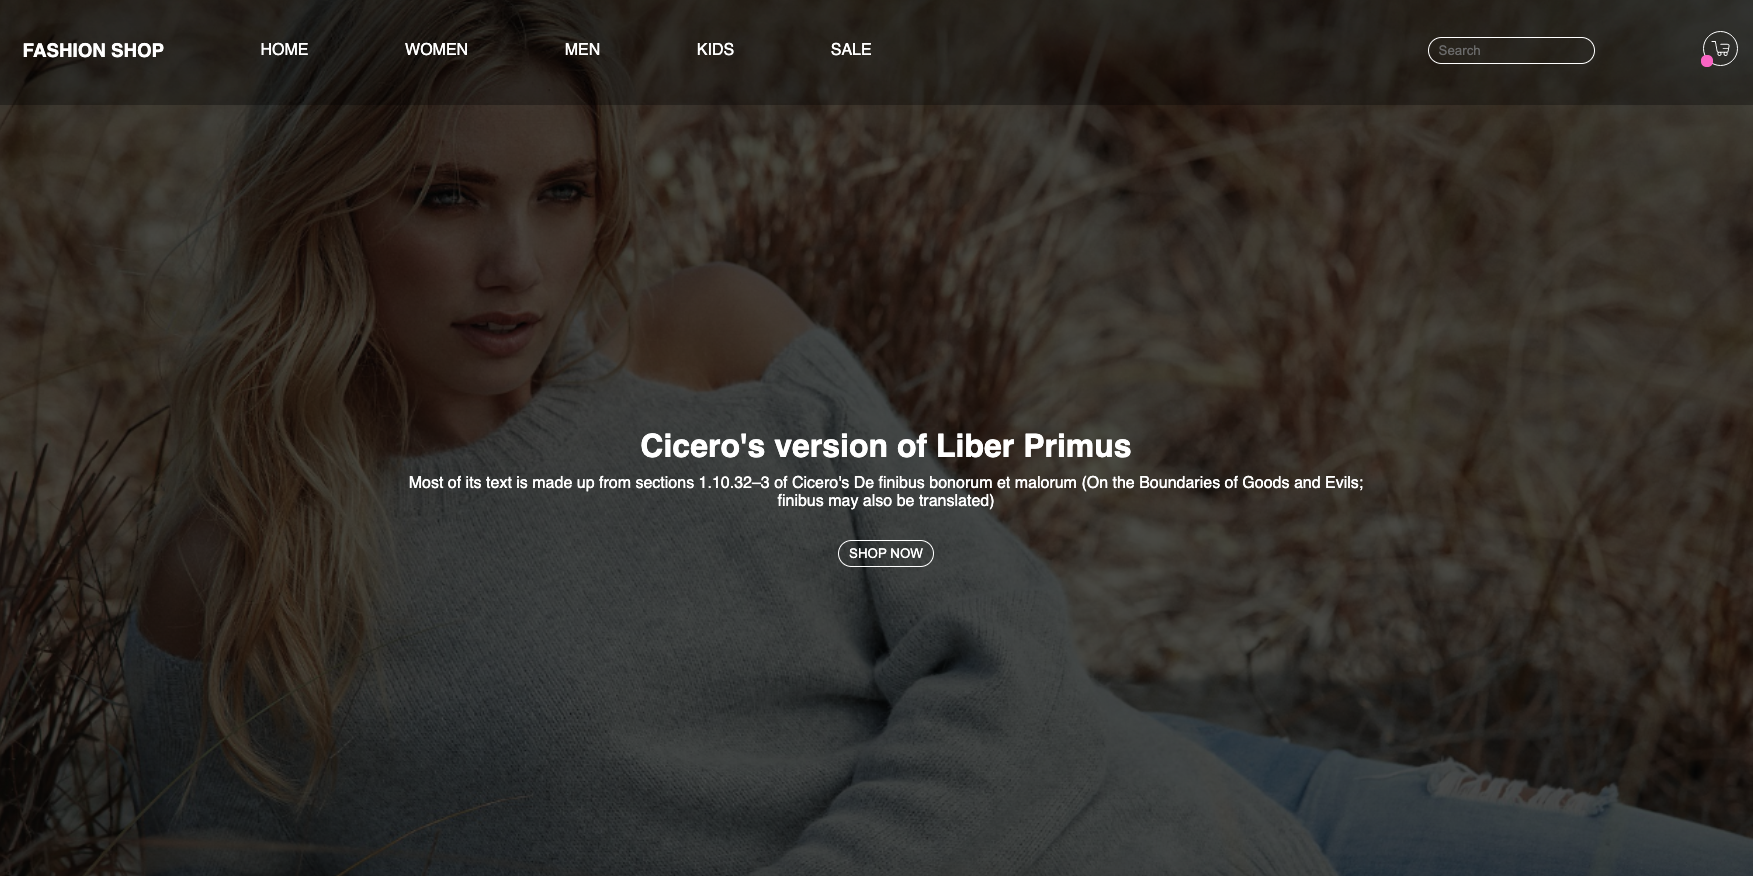 FASHION SHOP
HOME
WOMEN
MEN
KIDS
SALE
Search
Cicero's version of Liber Primus
Most of its text is made up from sections 1.10.32–3 of Cicero's De finibus bonorum et malorum (On the Boundaries of Goods and Evils;
finibus may also be translated)
SHOP NOW